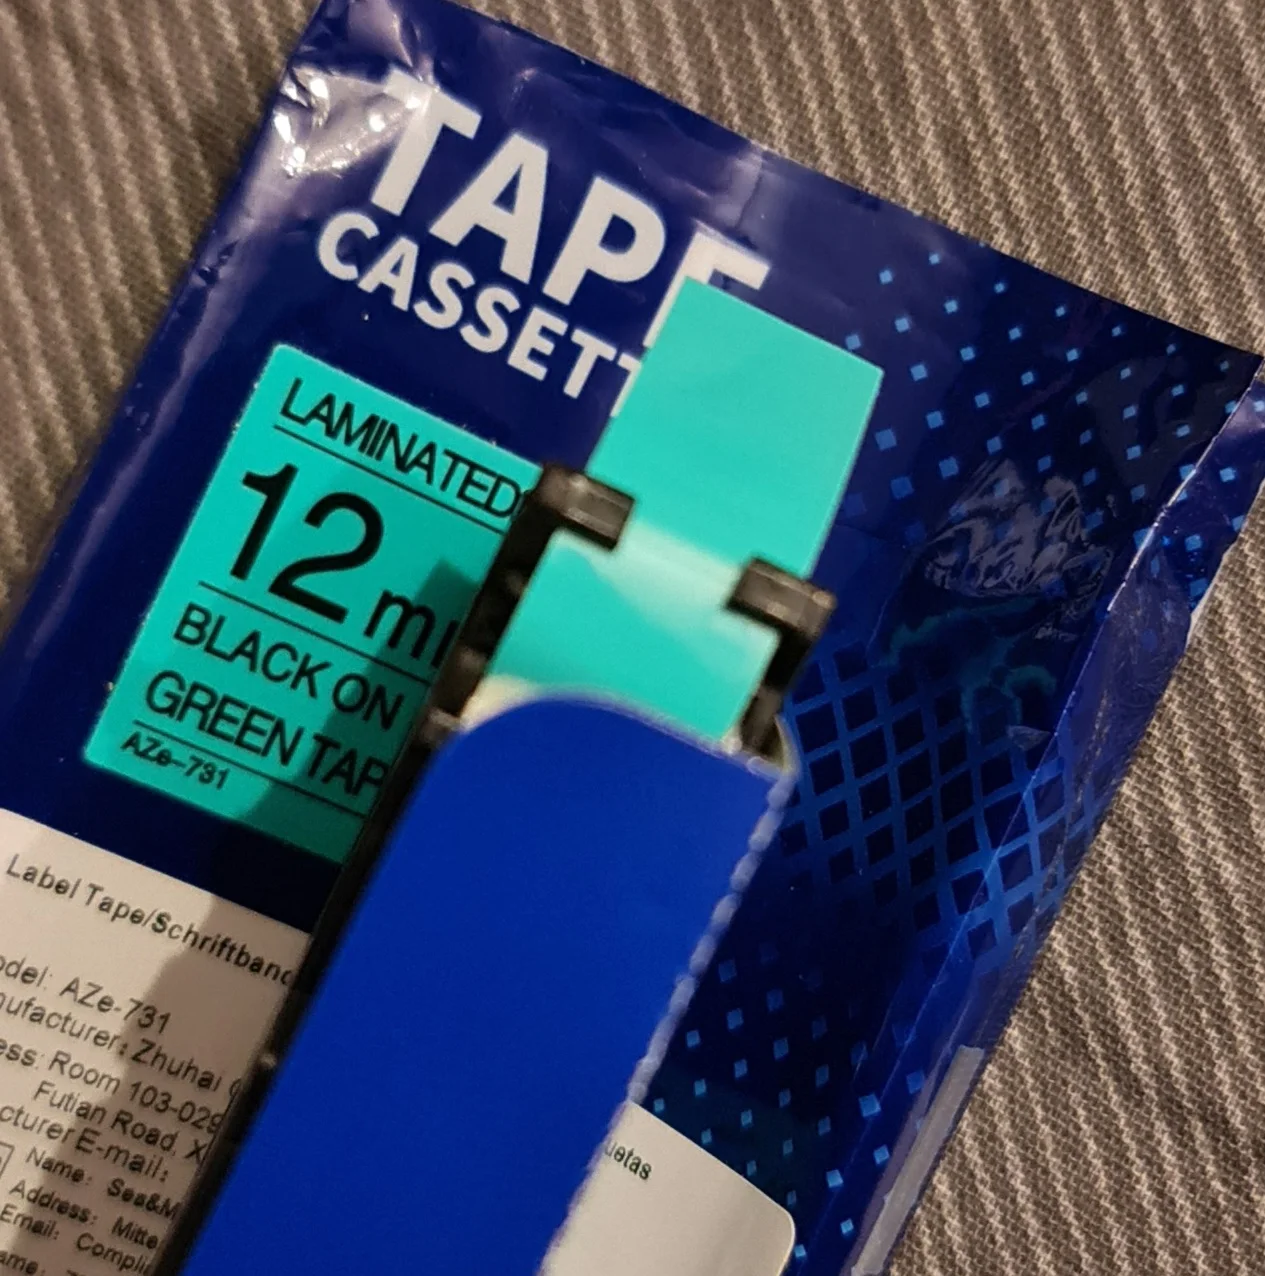 TAPE
CASSETT
LAMINATED
12 m
BLACK ON
GREEN TAP
AZe-731
Label Tape/Schriftband
odel: AZe-731
nufacturer: Zhuhai
ess: Room 103-029
Futian Road, X
cturer E-mail:
Name: Sea&M
Address: Mitte
Email: Compli
ame:
uetas